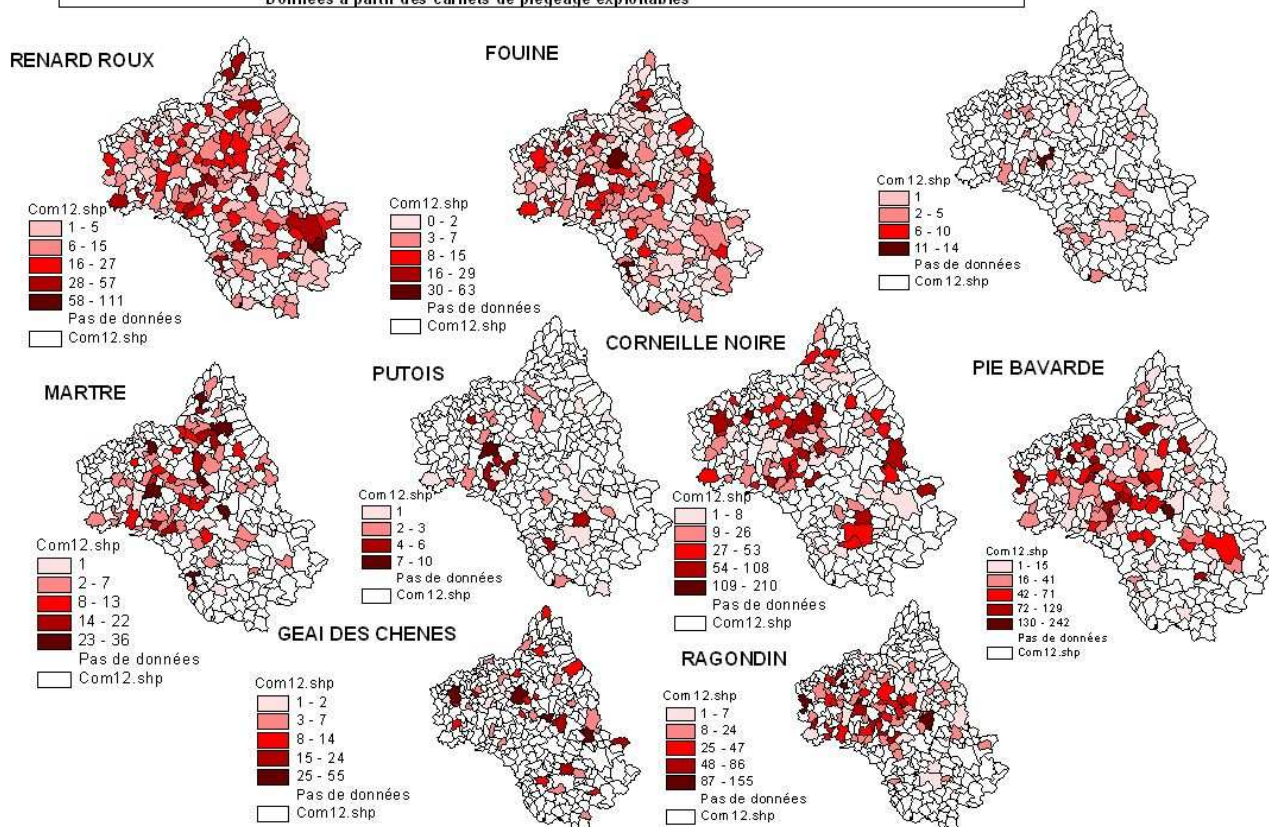 Données à partir des carnets de piégeage exploitables
RENARD ROUX
Com12.shp
1 - 5
6 - 15
16 - 27
28 - 57
58 - 111
Pas de données
Com12.shp
FOUINE
Com12.shp
0 - 2
3 - 7
8 - 15
16 - 29
30 - 63
Pas de données
Com12.shp
Com12.shp
1
2 - 5
6 - 10
11 - 14
Pas de données
Com12.shp
MARTRE
Com12.shp
1
2 - 7
8 - 13
14 - 22
23 - 36
Pas de données
Com12.shp
PUTOIS
Com12.shp
1
2 - 3
4 - 6
7 - 10
Pas de données
Com12.shp
CORNEILLE NOIRE
Com12.shp
1 - 8
9 - 26
27 - 53
54 - 108
109 - 210
Pas de données
Com12.shp
PIE BAVARDE
Com12.shp
1 - 15
16 - 41
42 - 71
72 - 129
130 - 242
Pas de données
Com12.shp
GEAI DES CHENES
Com12.shp
1 - 2
3 - 7
8 - 14
15 - 24
25 - 55
Pas de données
Com12.shp
RAGONDIN
Com12.shp
1 - 7
8 - 24
25 - 47
48 - 86
87 - 155
Pas de données
Com12.shp